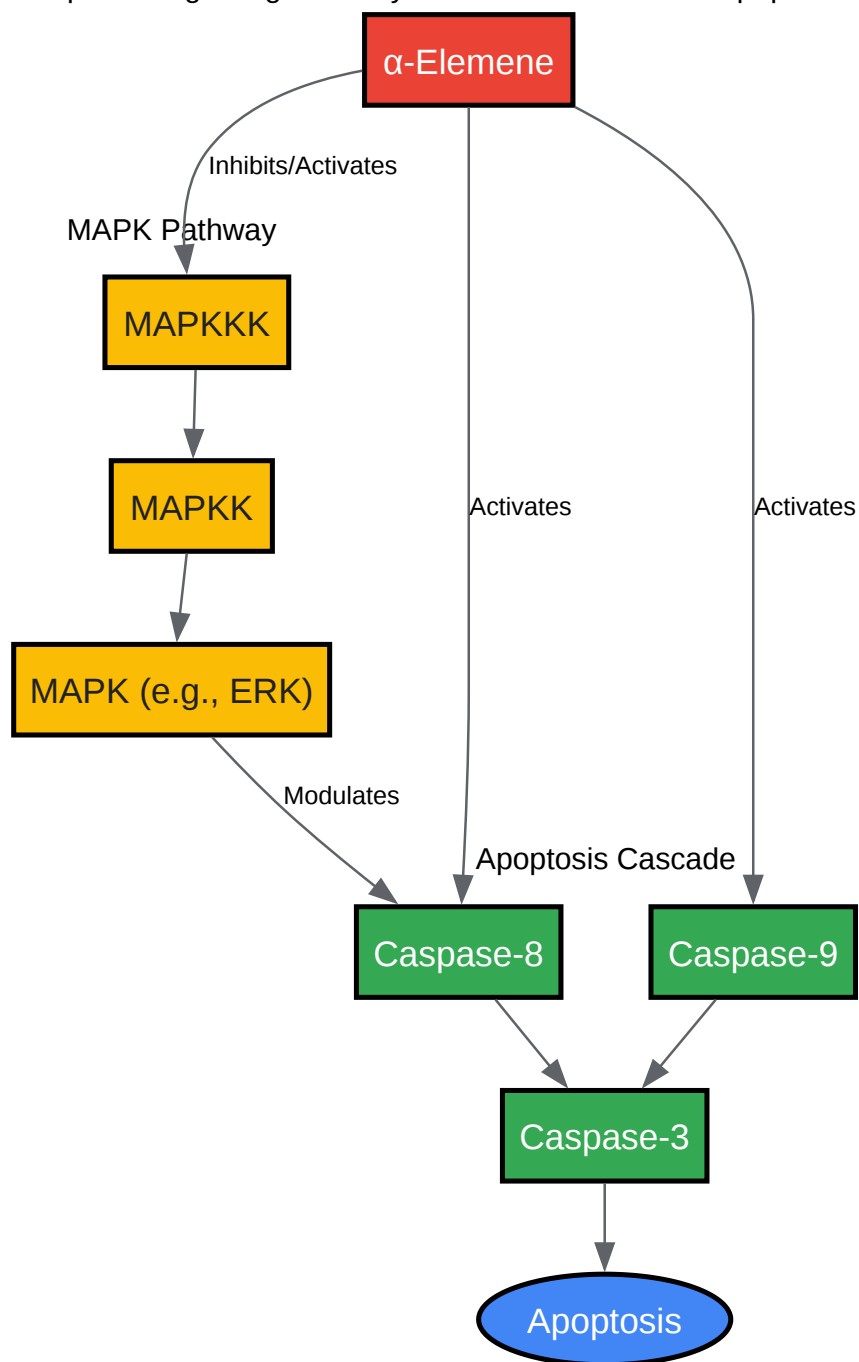 α-Elemene
Inhibits/Activates
MAPK Pathway
MAPKKK
MAPKK
Activates
Activates
MAPK (e.g., ERK)
Modulates
Apoptosis Cascade
Caspase-8
Caspase-9
Caspase-3
Apoptosis